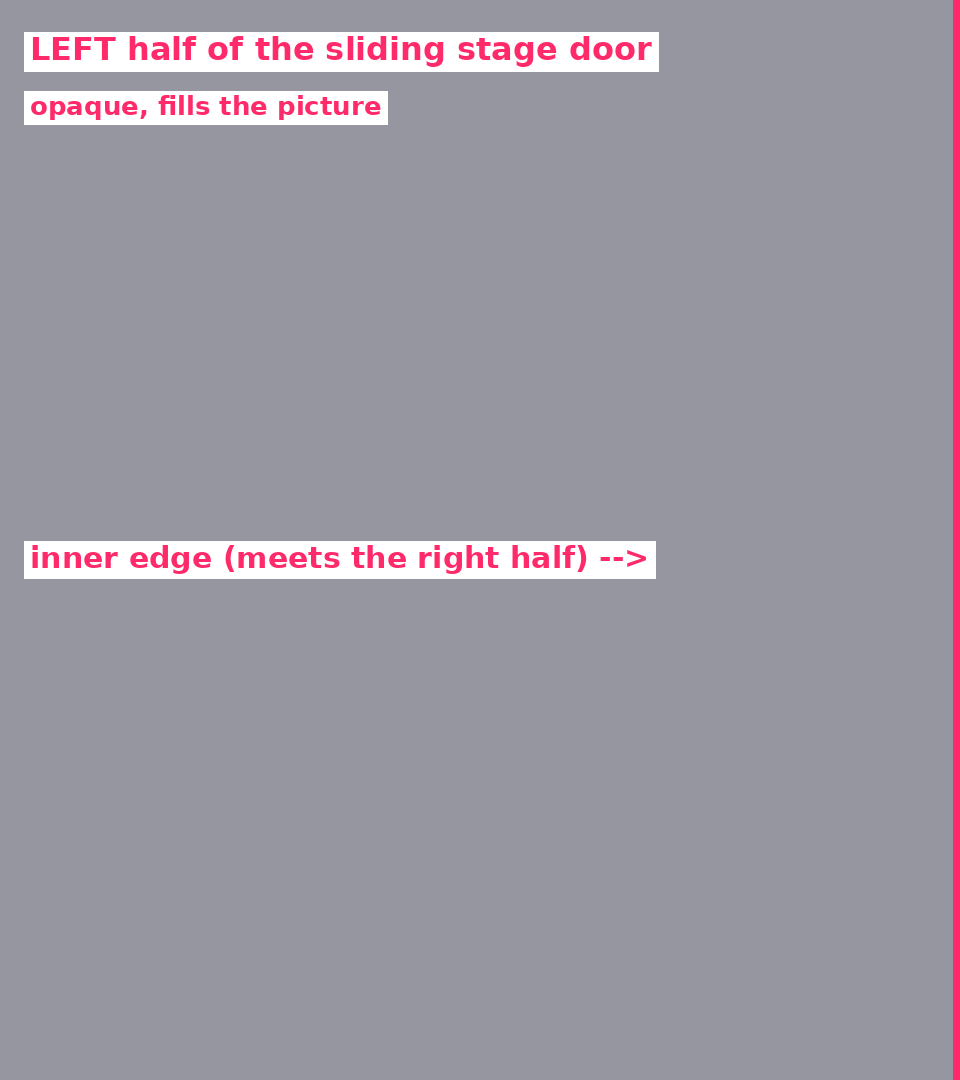 LEFT half of the sliding stage door
opaque, fills the picture
inner edge (meets the right half) -->